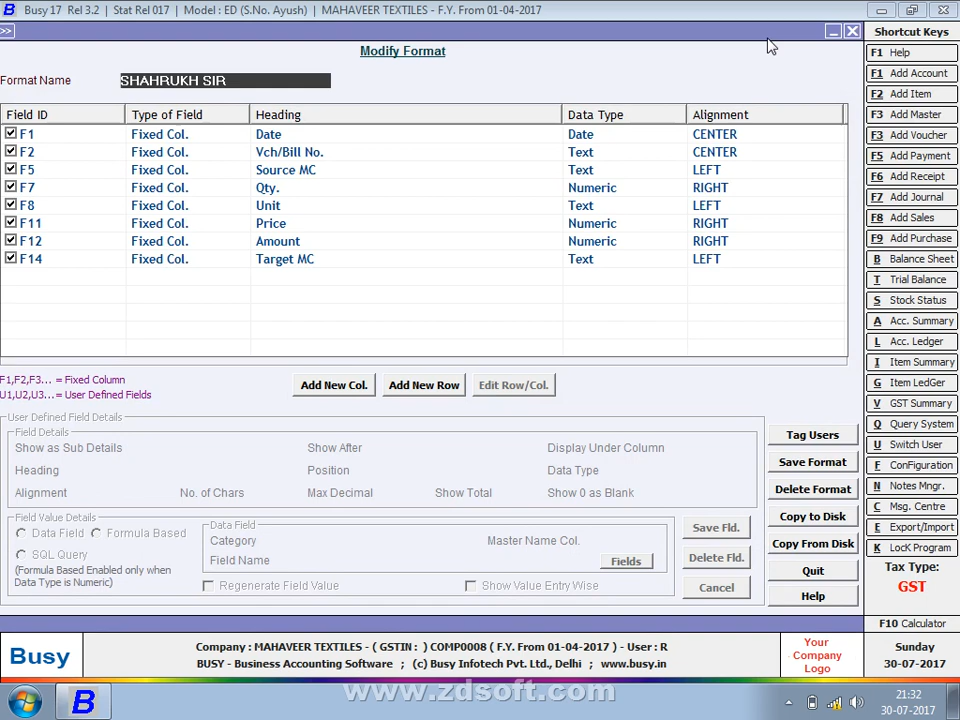 Busy 17 Rel 3.2 | Stat Rel 017 | Model : ED (S.No. Ayush) | MAHAVEER TEXTILES - F.Y. From 01-04-2017
>>
Modify Format
Format Name SHAHRUKH SIR
Field ID Type of Field Heading Data Type Alignment
F1 Fixed Col. Date Date CENTER
F2 Fixed Col. Vch/Bill No. Text CENTER
F5 Fixed Col. Source MC Text LEFT
F7 Fixed Col. Qty. Numeric RIGHT
F8 Fixed Col. Unit Text LEFT
F11 Fixed Col. Price Numeric RIGHT
F12 Fixed Col. Amount Numeric RIGHT
F14 Fixed Col. Target MC Text LEFT
F1,F2,F3... = Fixed Column
U1,U2,U3...= User Defined Fields
Add New Col. Add New Row Edit Row/Col.
User Defined Field Details
Field Details
Show as Sub Details Show After Display Under Column
Heading Position Data Type
Alignment No. of Chars Max Decimal Show Total Show 0 as Blank
Field Value Details
Data Field Formula Based
SQL Query
(Formula Based Enabled only when
Data Type is Numeric)
Data Field
Category Master Name Col.
Field Name Fields
Regenerate Field Value Show Value Entry Wise
Save Fld.
Delete Fld.
Cancel
Tag Users
Save Format
Delete Format
Copy to Disk
Copy From Disk
Quit
Help
Shortcut Keys
F1 Help
F1 Add Account
F2 Add Item
F3 Add Master
F3 Add Voucher
F5 Add Payment
F6 Add Receipt
F7 Add Journal
F8 Add Sales
F9 Add Purchase
B Balance Sheet
T Trial Balance
S Stock Status
A Acc. Summary
L Acc. Ledger
I Item Summary
G Item LedGer
V GST Summary
Q Query System
U Switch User
F Configuration
N Notes Mngr.
C Msg. Centre
E Export/Import
K LocK Program
Tax Type:
GST
F10 Calculator
Busy
Company : MAHAVEER TEXTILES - ( GSTIN : ) COMP0008 ( F.Y. From 01-04-2017 ) - User : R
BUSY - Business Accounting Software ; (c) Busy Infotech Pvt. Ltd., Delhi ; www.busy.in
Your
Company
Logo
Sunday
30-07-2017
B
www.zdsoft.com
21:32
30-07-2017